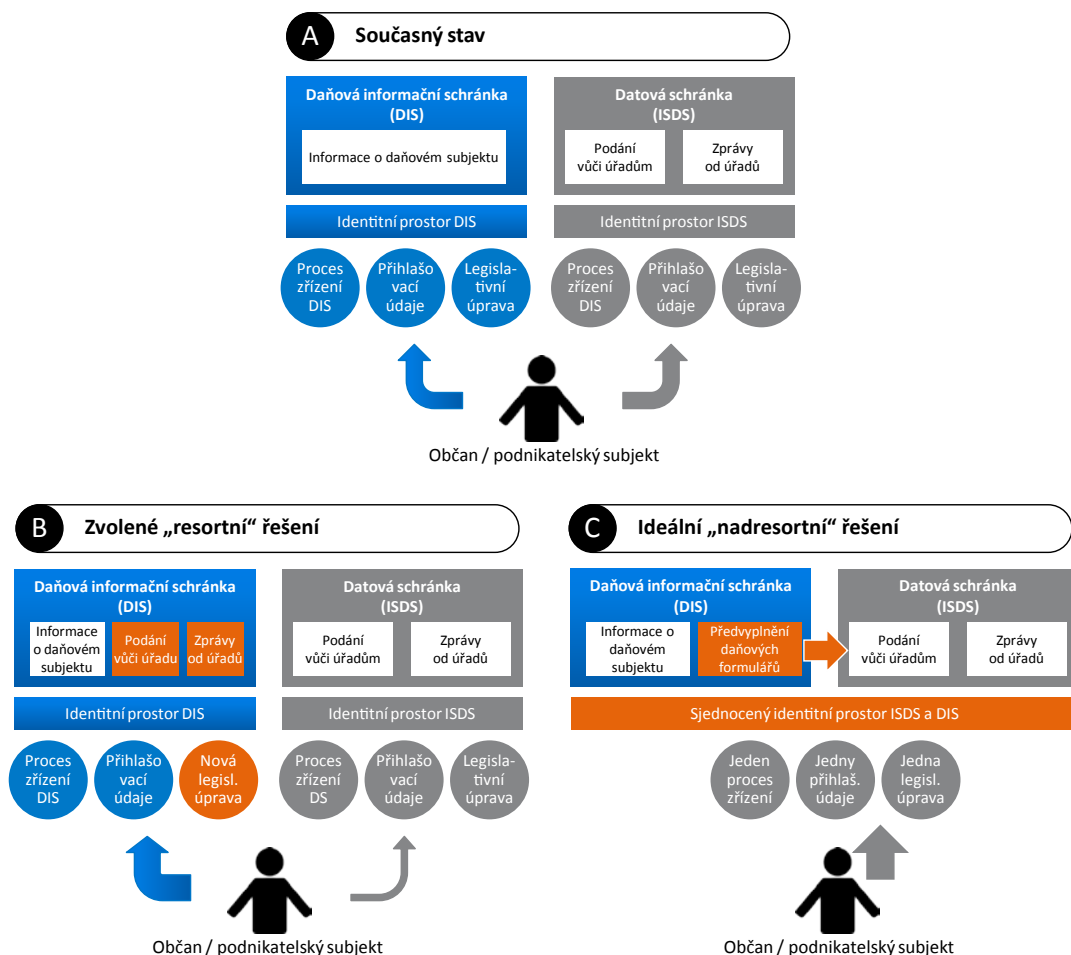 A
Současný stav
Daňová informační schránka
(DIS)
Informace o daňovém subjektu
Datová schránka
(ISDS)
Podání
vůči úřadům
Zprávy
od úřadů
Identitní prostor DIS
Identitní prostor ISDS
Proces
zřízení
DIS
Přihlašo
vací
údaje
Legisla-
tivní
úprava
Proces
zřízení
DIS
Přihlašo
vací
údaje
Legisla-
tivní
úprava
Občan / podnikatelský subjekt
B
Zvolené „resortní“ řešení
Daňová informační schránka
(DIS)
Informace
o daňovém
subjektu
Podání
vůči úřadu
Zprávy
od úřadů
Datová schránka
(ISDS)
Podání
vůči úřadům
Zprávy
od úřadů
Identitní prostor DIS
Identitní prostor ISDS
Proces
zřízení
DIS
Přihlašo
vací
údaje
Nová
legisl.
úprava
Proces
zřízení
DS
Přihlašo
vací
údaje
Legisla-
tivní
úprava
Občan / podnikatelský subjekt
C
Ideální „nadresortní“ řešení
Daňová informační schránka
(DIS)
Informace o
daňovém
subjektu
Předvyplnění
daňových
formulářů
Datová schránka
(ISDS)
Podání
vůči úřadům
Zprávy
od úřadů
Sjednocený identitní prostor ISDS a DIS
Jeden
proces
zřízení
Jedny
přihlaš.
údaje
Jedna
legisl.
úprava
Občan / podnikatelský subjekt